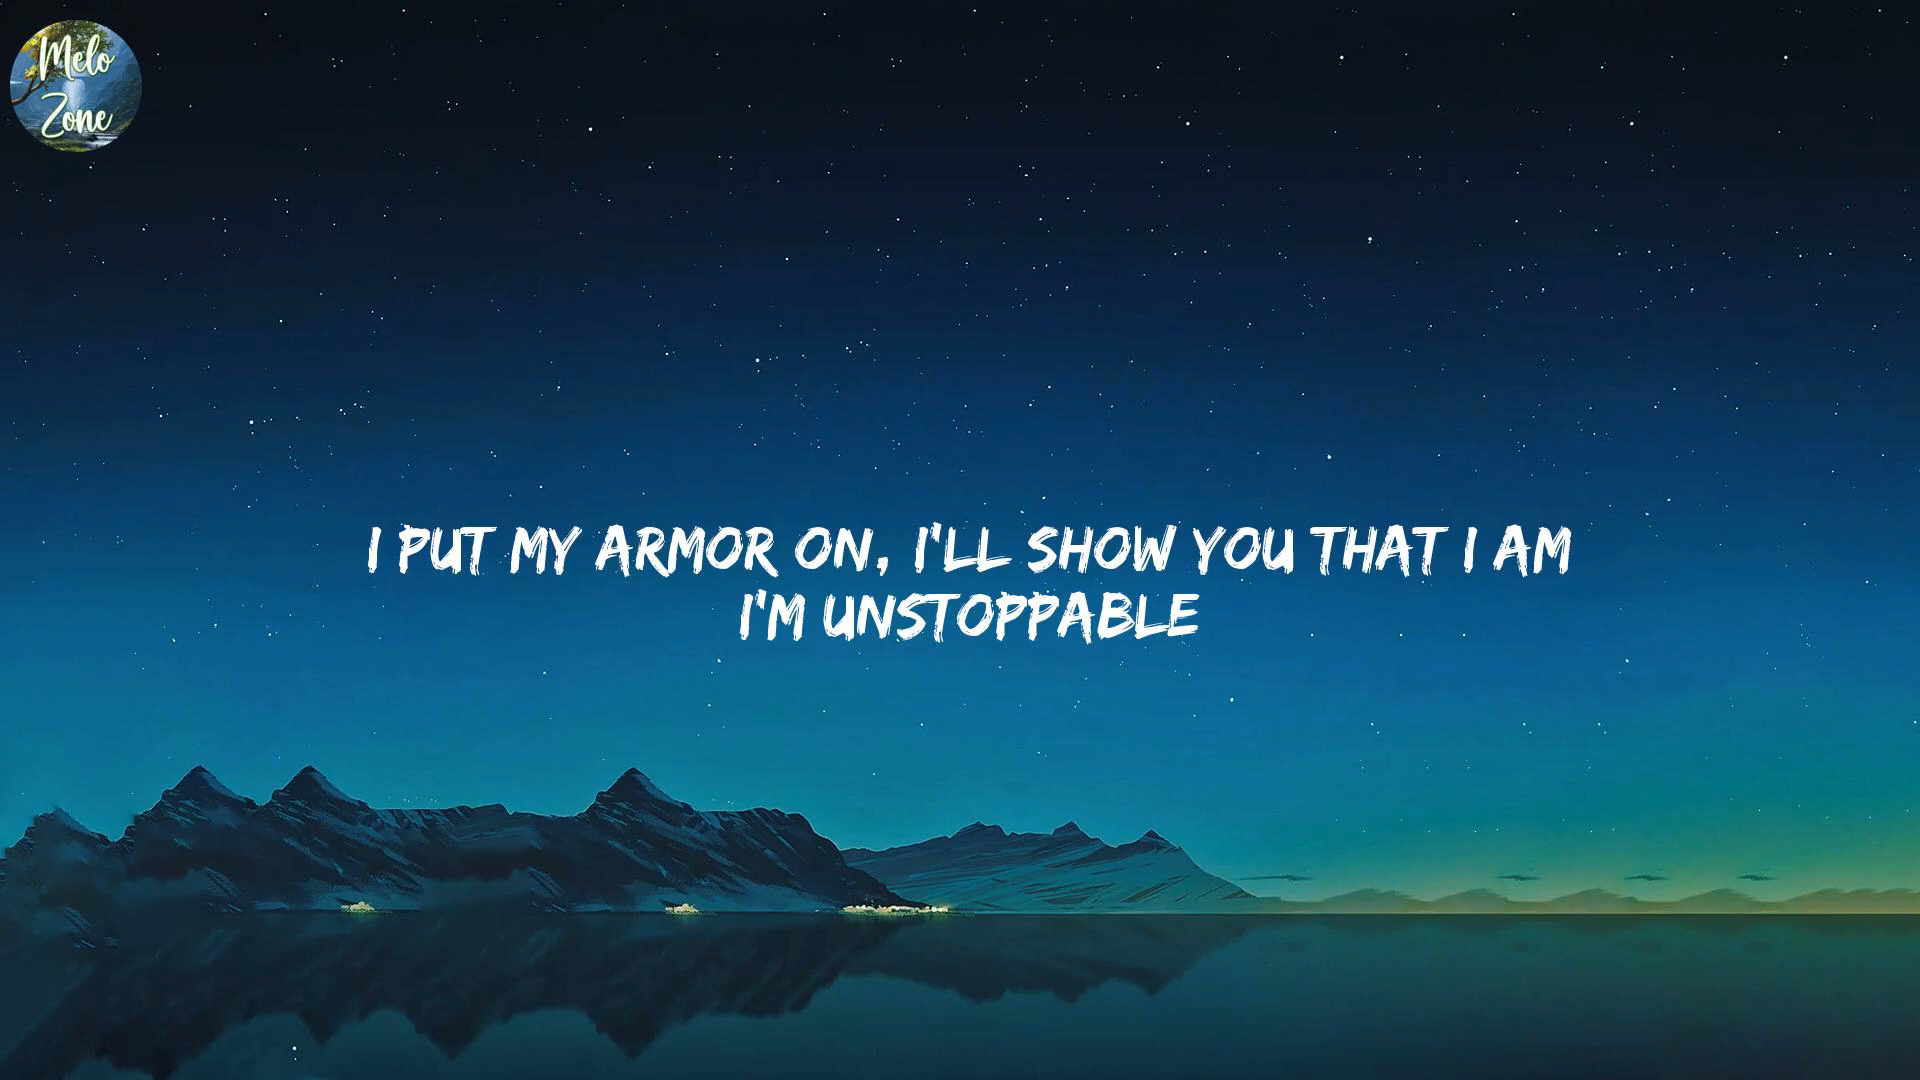 Melo
Zone
I PUT MY ARMOR ON, I'LL SHOW YOU THAT I AM
I'M UNSTOPPABLE